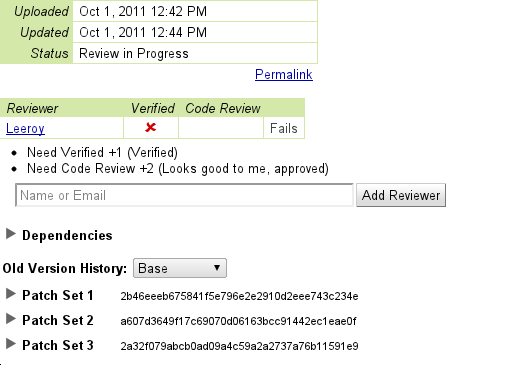 Uploaded Oct 1, 2011 12:42 PM
Updated Oct 1, 2011 12:44 PM
Status Review in Progress
Permalink
Reviewer Verified Code Review
Leeroy Fails
Need Verified +1 (Verified)
Need Code Review +2 (Looks good to me, approved)
Name or Email Add Reviewer
Dependencies
Old Version History: Base
Patch Set 1 2b46eeeb675841f5e796e2e2910d2eee743c234e
Patch Set 2 a607d3649f17c69070d06163bcc91442ec1eae0f
Patch Set 3 2a32f079abcb0ad09a4c59a2a2737a76b11591e9